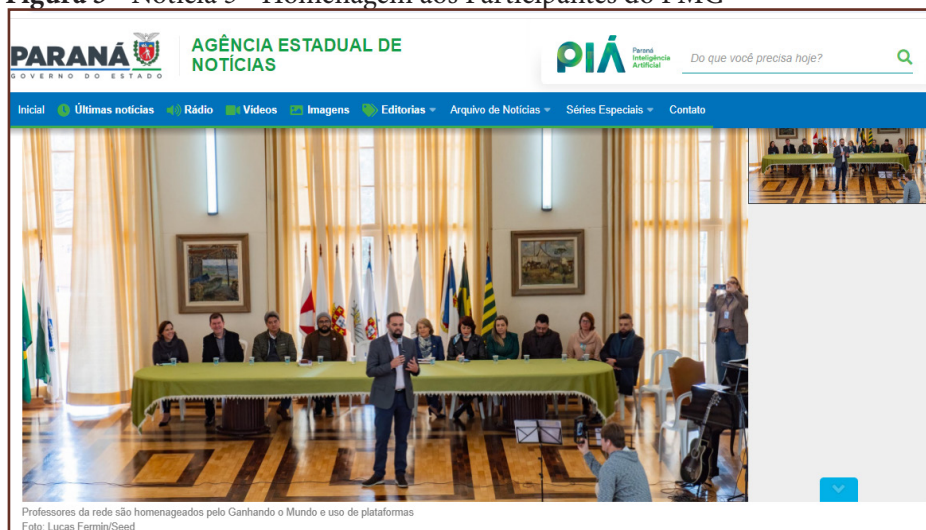 Figura 3 - Notícia 3 - Homenagem aos Participantes do PMG
PARANÁ
GOVERNO DO ESTADO
AGÊNCIA ESTADUAL DE
NOTÍCIAS
PIÁ
Paraná
Inteligência
Artificial
Do que você precisa hoje?
Inicial Últimas notícias Rádio Vídeos Imagens Editorias Arquivo de Notícias Séries Especiais Contato
Professores da rede são homenageados pelo Ganhando o Mundo e uso de plataformas
Foto: Lucas Fermin/Seed